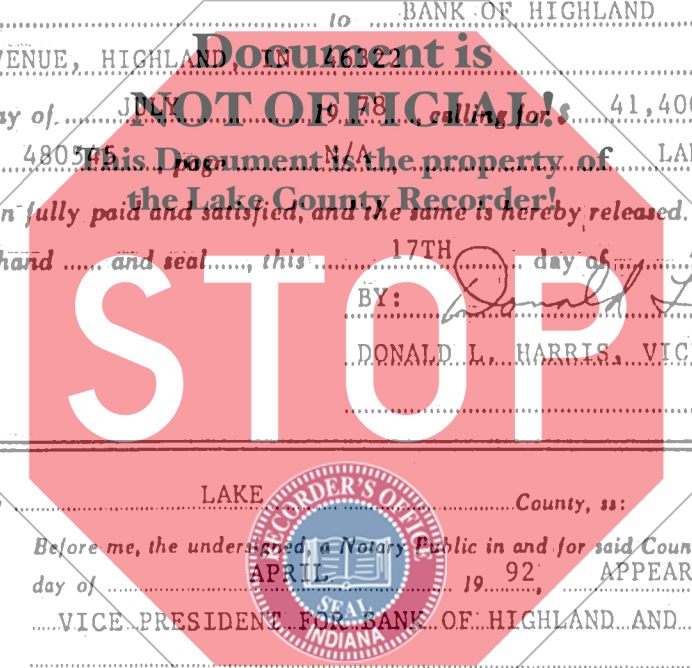 to BANK OF HIGHLAND
VENUE, HIGHLAND, IN 46322
Document is
ay of JULY 19 78 calling for $ 41,400
NOT OFFICIAL!
page N/A LA
This Document is the property of
the Lake County Recorder!
n fully paid and satisfied, and the same is hereby released.
hand and seal, this 17TH day of
STOP
BY: Donald L
DONALD L. HARRIS, VIC
LAKE County, ss:
RECORDER'S OFFICE
Before me, the undersigned, a Notary Public in and for said Coun
day of APRIL 19 92, APPEAR
SEAL
VICE PRESIDENT FOR BANK OF HIGHLAND AND
INDIANA